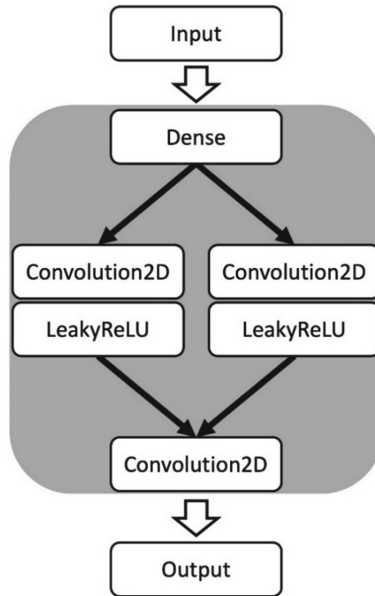 Input
Dense
Convolution2D
Convolution2D
LeakyReLU
LeakyReLU
Convolution2D
Output